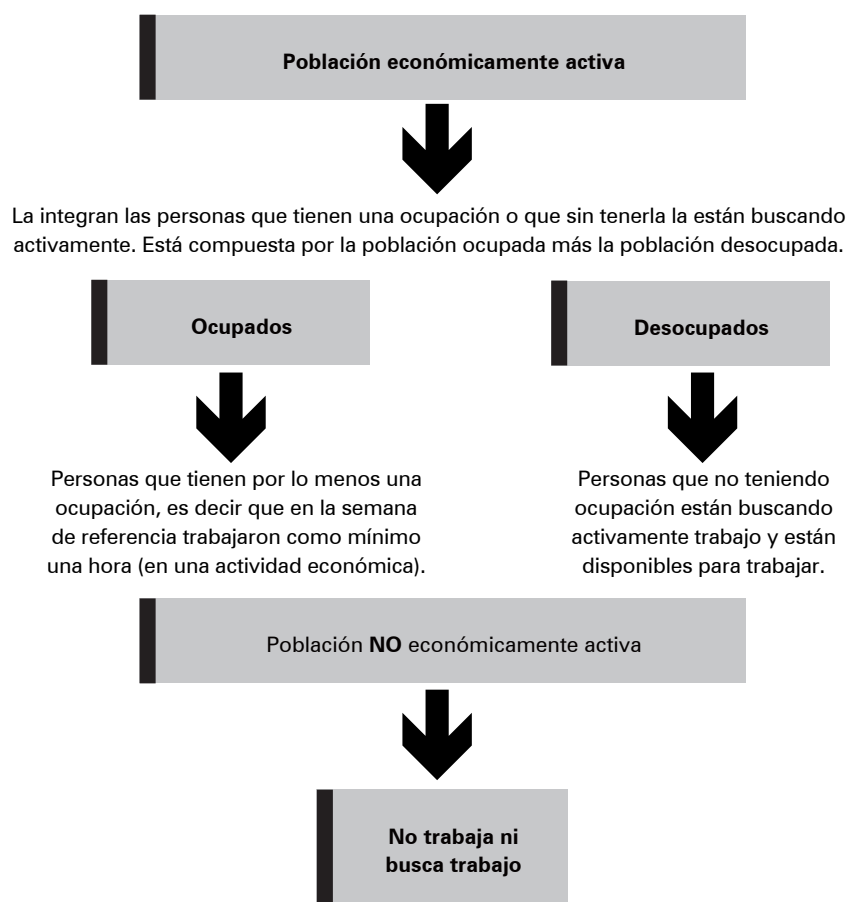 Población económicamente activa
La integran las personas que tienen una ocupación o que sin tenerla la están buscando
activamente. Está compuesta por la población ocupada más la población desocupada.
Ocupados
Desocupados
Personas que tienen por lo menos una
ocupación, es decir que en la semana
de referencia trabajaron como mínimo
una hora (en una actividad económica).
Personas que no teniendo
ocupación están buscando
activamente trabajo y están
disponibles para trabajar.
Población NO económicamente activa
No trabaja ni
busca trabajo